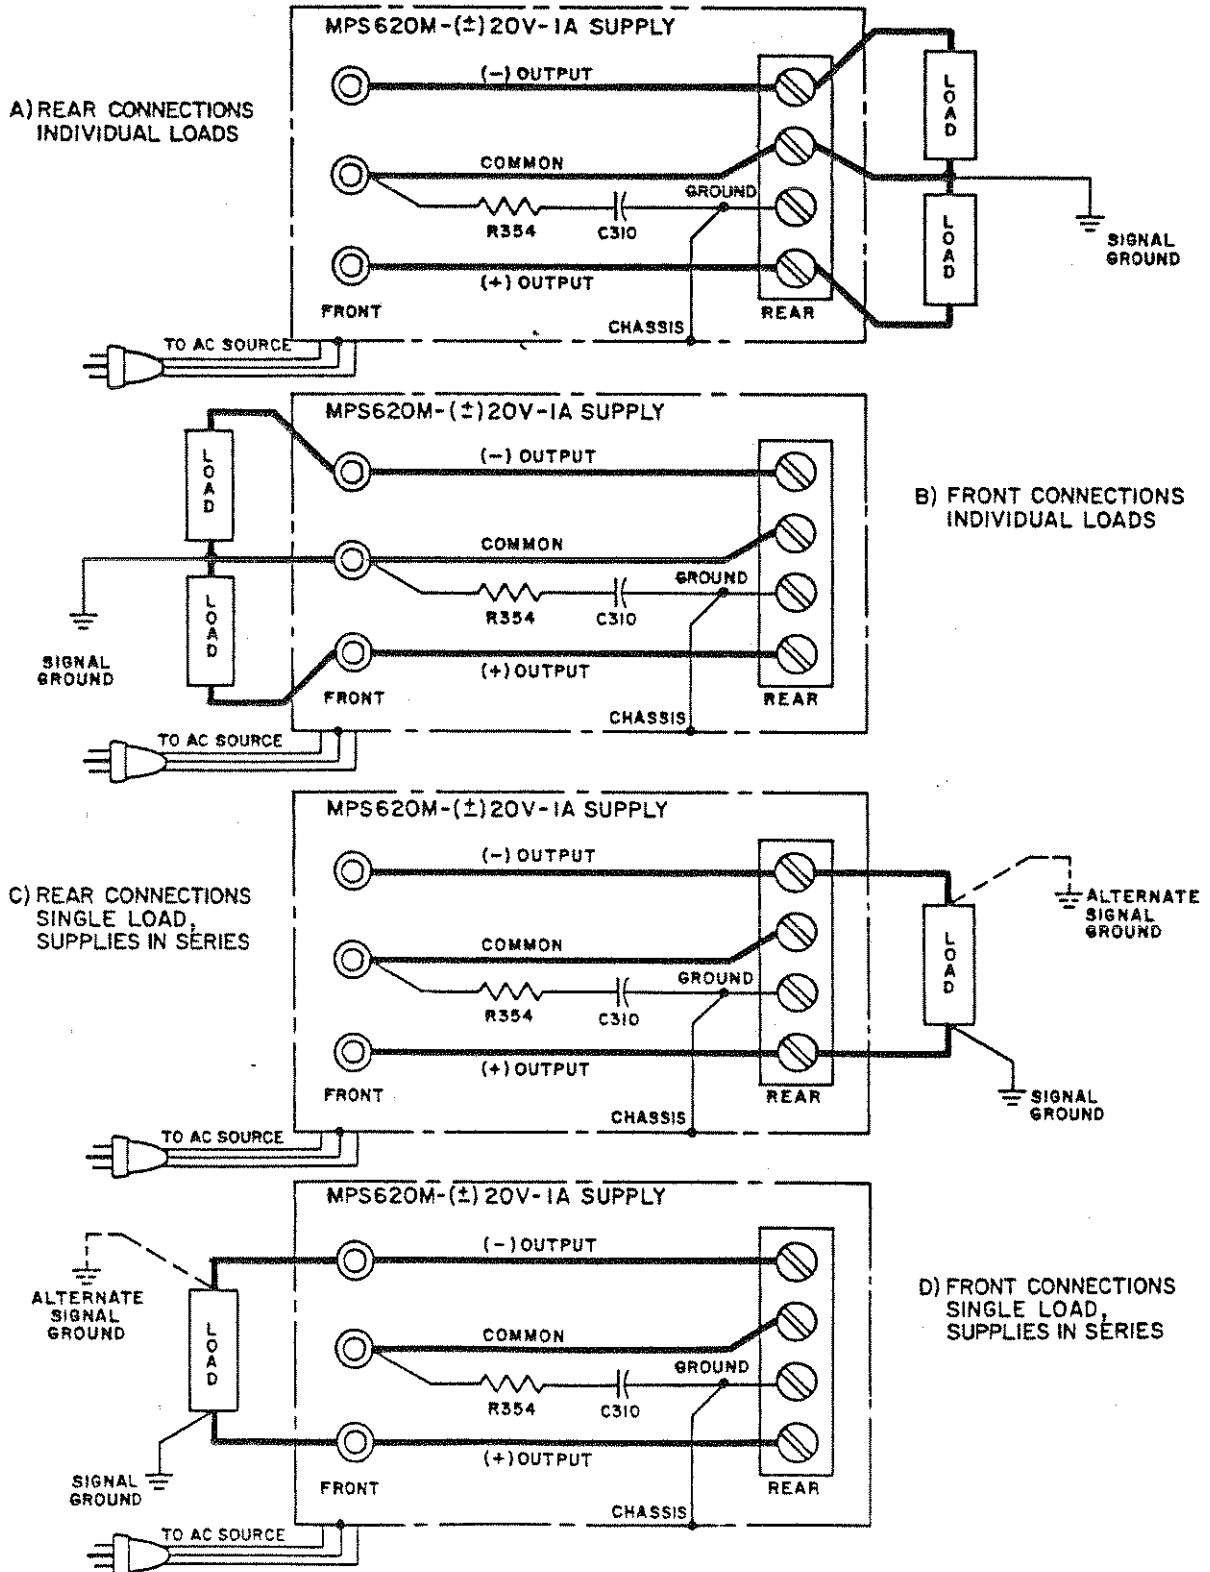 MPS620M-(±)20V-1A SUPPLY
(-) OUTPUT
A) REAR CONNECTIONS
INDIVIDUAL LOADS
LOAD
COMMON
GROUND
R354
C310
LOAD
SIGNAL
GROUND
(+) OUTPUT
FRONT
REAR
CHASSIS
TO AC SOURCE
MPS620M-(±)20V-1A SUPPLY
(-) OUTPUT
LOAD
B) FRONT CONNECTIONS
INDIVIDUAL LOADS
COMMON
GROUND
R354
C310
LOAD
SIGNAL
GROUND
(+) OUTPUT
FRONT
REAR
CHASSIS
TO AC SOURCE
MPS620M-(±)20V-1A SUPPLY
(-) OUTPUT
C) REAR CONNECTIONS
SINGLE LOAD,
SUPPLIES IN SERIES
ALTERNATE
SIGNAL
GROUND
COMMON
GROUND
LOAD
R354
C310
(+) OUTPUT
FRONT
REAR
SIGNAL
GROUND
CHASSIS
TO AC SOURCE
MPS620M-(±) 20V-1A SUPPLY
(-) OUTPUT
ALTERNATE
SIGNAL
GROUND
D) FRONT CONNECTIONS
SINGLE LOAD,
SUPPLIES IN SERIES
LOAD
COMMON
GROUND
R354
C310
(+) OUTPUT
SIGNAL
GROUND
FRONT
REAR
CHASSIS
TO AC SOURCE